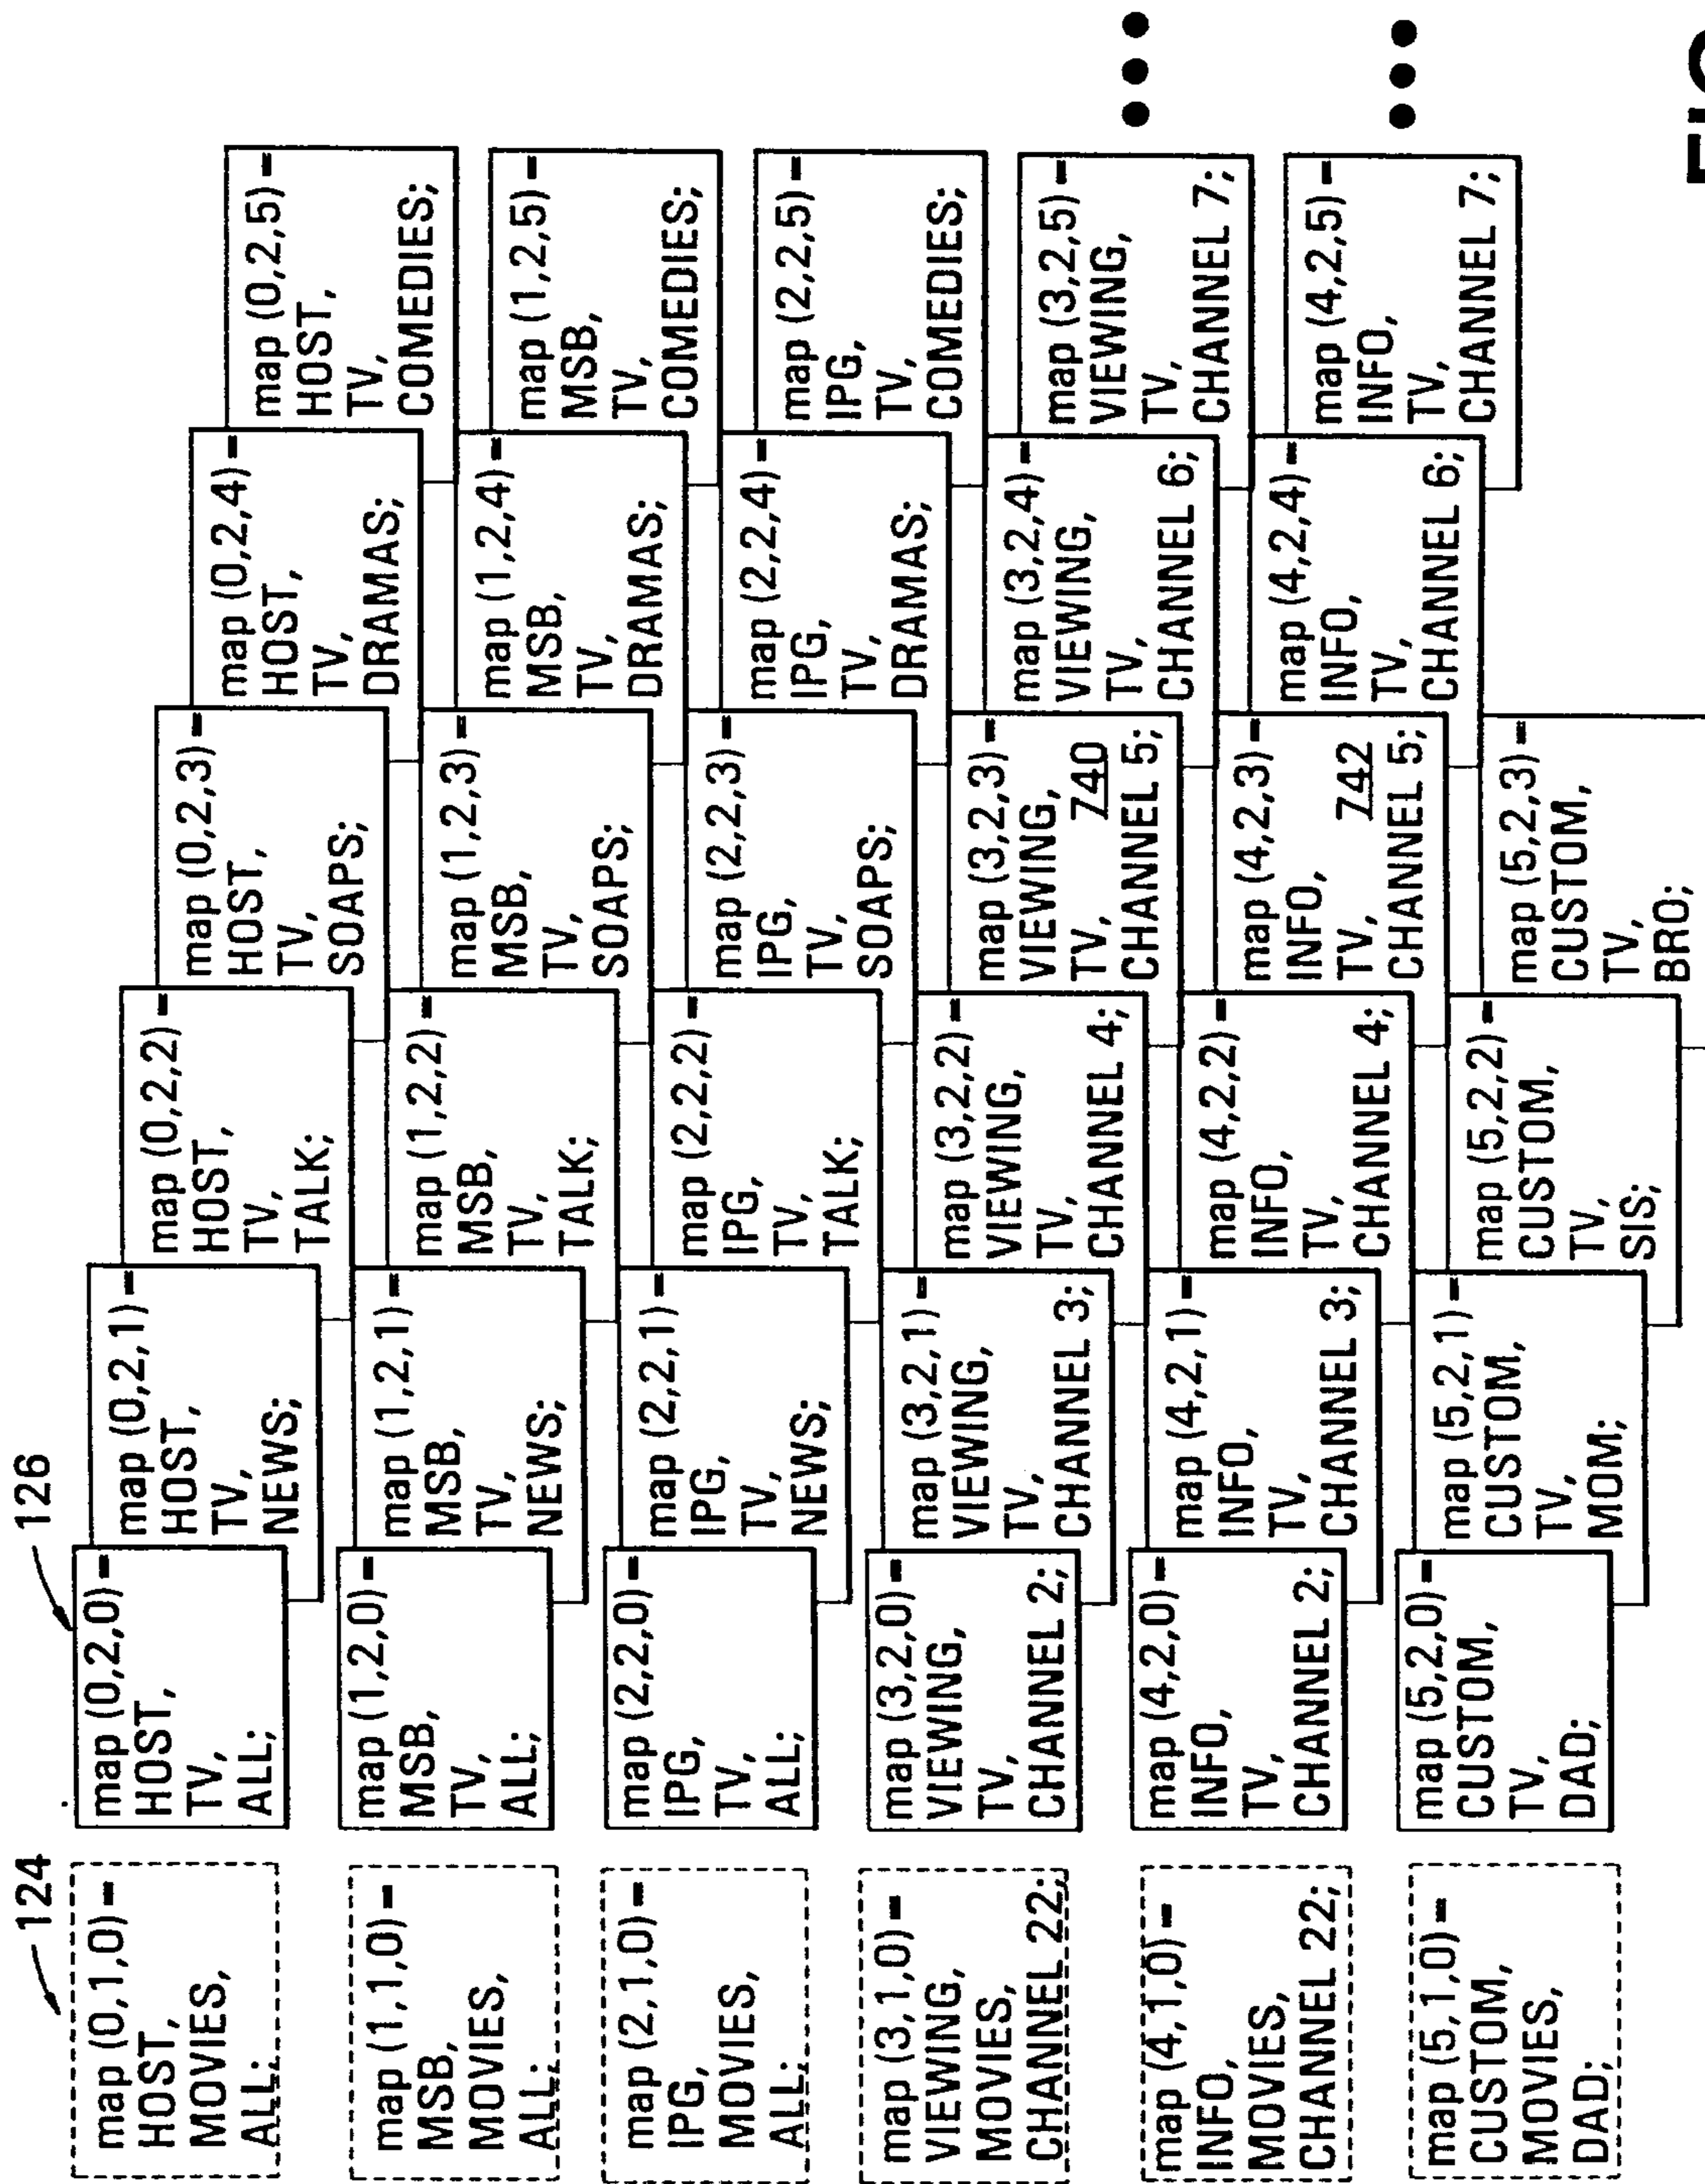 124
126
map (0,1,0) =
HOST,
MOVIES,
ALL;
map (0,2,0) =
HOST,
TV,
ALL;
map (0,2,1) =
HOST,
TV,
NEWS;
map (0,2,2) =
HOST,
TV,
TALK;
map (0,2,3) =
HOST,
TV,
SOAPS;
map (0,2,4) =
HOST,
TV,
DRAMAS;
map (0,2,5) =
HOST,
TV,
COMEDIES;
map (1,1,0) =
MSB,
MOVIES,
ALL;
map (1,2,0) =
MSB,
TV,
ALL;
map (1,2,1) =
MSB,
TV,
NEWS;
map (1,2,2) =
MSB,
TV,
TALK;
map (1,2,3) =
MSB,
TV,
SOAPS;
map (1,2,4) =
MSB,
TV,
DRAMAS;
map (1,2,5) =
MSB,
TV,
COMEDIES;
map (2,1,0) =
IPG,
MOVIES,
ALL;
map (2,2,0) =
IPG,
TV,
ALL;
map (2,2,1) =
IPG,
TV,
NEWS;
map (2,2,2) =
IPG,
TV,
TALK;
map (2,2,3) =
IPG,
TV,
SOAPS;
map (2,2,4) =
IPG,
TV,
DRAMAS;
map (2,2,5) =
IPG,
TV,
COMEDIES;
map (3,1,0) =
VIEWING,
MOVIES,
CHANNEL 22;
map (3,2,0) =
VIEWING,
TV,
CHANNEL 2;
map (3,2,1) =
VIEWING,
TV,
CHANNEL 3;
map (3,2,2) =
VIEWING,
TV,
CHANNEL 4;
map (3,2,3) =
VIEWING,
TV, 740
CHANNEL 5;
map (3,2,4) =
VIEWING,
TV,
CHANNEL 6;
map (3,2,5) =
VIEWING,
TV,
CHANNEL 7;
map (4,1,0) =
INFO,
MOVIES,
CHANNEL 22;
map (4,2,0) =
INFO,
TV,
CHANNEL 2;
map (4,2,1) =
INFO,
TV,
CHANNEL 3;
map (4,2,2) =
INFO,
TV,
CHANNEL 4;
map (4,2,3) =
INFO,
TV, 742
CHANNEL 5;
map (4,2,4) =
INFO,
TV,
CHANNEL 6;
map (4,2,5) =
INFO,
TV,
CHANNEL 7;
map (5,1,0) =
CUSTOM,
MOVIES,
DAD;
map (5,2,0) =
CUSTOM,
TV,
DAD;
map (5,2,1) =
CUSTOM,
TV,
MOM;
map (5,2,2) =
CUSTOM,
TV,
SIS;
map (5,2,3) =
CUSTOM,
TV,
BRO;